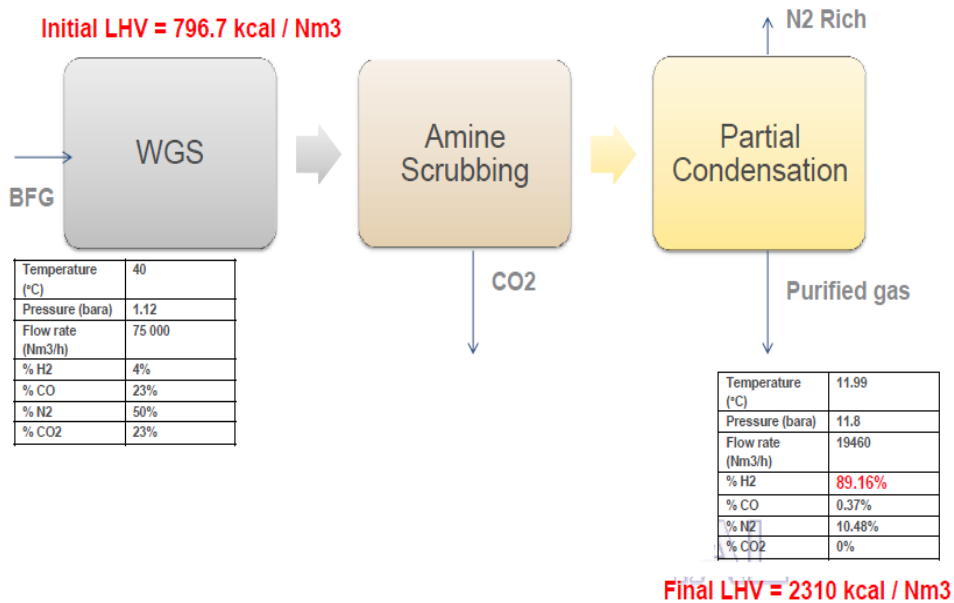 Initial LHV = 796.7 kcal / Nm3
N2 Rich
WGS
Amine
Scrubbing
Partial
Condensation
BFG
CO2
Purified gas
Temperature 40
(°C)
Pressure (bara) 1.12
Flow rate 75 000
(Nm3/h)
% H2 4%
% CO 23%
% N2 50%
% CO2 23%
Temperature 11.99
(°C)
Pressure (bara) 11.8
Flow rate 19460
(Nm3/h)
% H2 89.16%
% CO 0.37%
% N2 10.48%
% CO2 0%
Final LHV = 2310 kcal / Nm3